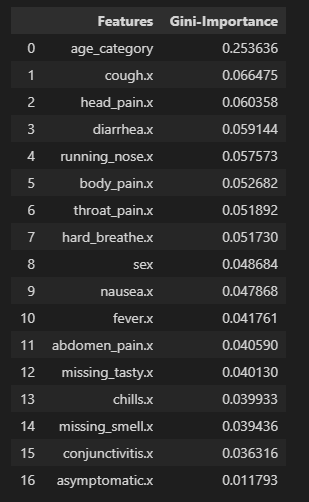 Features Gini-Importance
0 age_category 0.253636
1 cough.x 0.066475
2 head_pain.x 0.060358
3 diarrhea.x 0.059144
4 running_nose.x 0.057573
5 body_pain.x 0.052682
6 throat_pain.x 0.051892
7 hard_breathe.x 0.051730
8 sex 0.048684
9 nausea.x 0.047868
10 fever.x 0.041761
11 abdomen_pain.x 0.040590
12 missing_tasty.x 0.040130
13 chills.x 0.039933
14 missing_smell.x 0.039436
15 conjunctivitis.x 0.036316
16 asymptomatic.x 0.011793